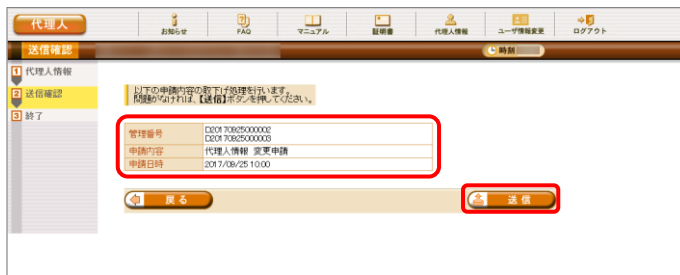 代理人
お知らせ
FAQ
マニュアル
証明書
代理人情報
ユーザ情報変更
ログアウト
送信確認
時刻
1 代理人情報
2 送信確認
3 終了
以下の申請内容の取下げ処理を行います。
問題がなければ、【送信】ボタンを押してください。
管理番号 D20170825000002
D20170825000003
申請内容 代理人情報 変更申請
申請日時 2017/08/25 10:00
戻る
送信